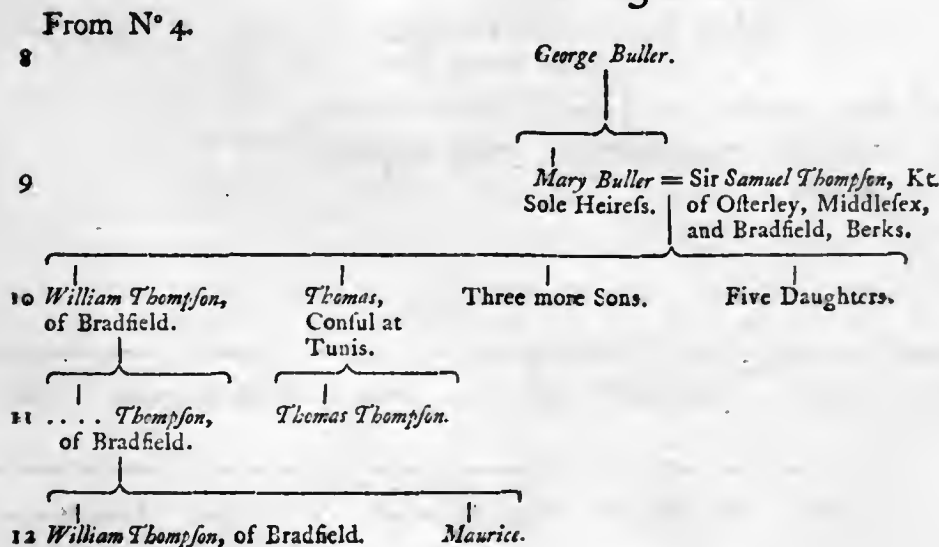 From Nº 4.
8 George Buller.
9 Mary Buller = Sir Samuel Thompſon, Kt.
Sole Heireſs. of Oſterley, Middleſex,
and Bradfield, Berks.
10 William Thompſon, Thomas, Three more Sons. Five Daughters.
of Bradfield. Conſul at
Tunis.
11 .... Thompſon, Thomas Thompſon.
of Bradfield.
12 William Thompſon, of Bradfield. Maurice.